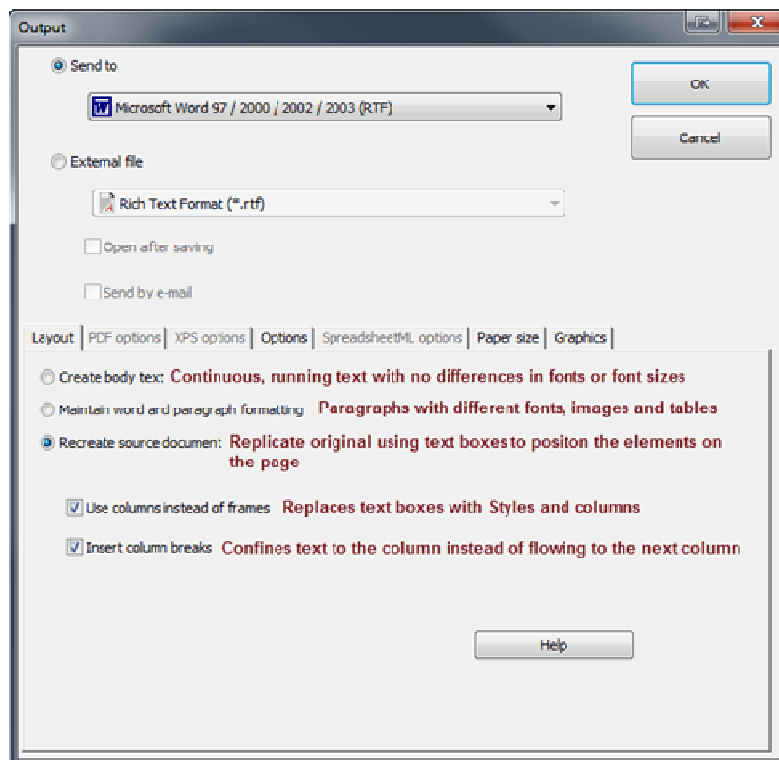 Output
Send to
OK
Microsoft Word 97 / 2000 / 2002 / 2003 (RTF)
Cancel
External file
Rich Text Format (*.rtf)
Open after saving
Send by e-mail
Layout PDF options XPS options Options SpreadsheetML options Paper size Graphics
Create body text Continuous, running text with no differences in fonts or font sizes
Maintain word and paragraph formatting Paragraphs with different fonts, images and tables
Recreate source document Replicate original using text boxes to positon the elements on
the page
Use columns instead of frames Replaces text boxes with Styles and columns
Insert column breaks Confines text to the column instead of flowing to the next column
Help